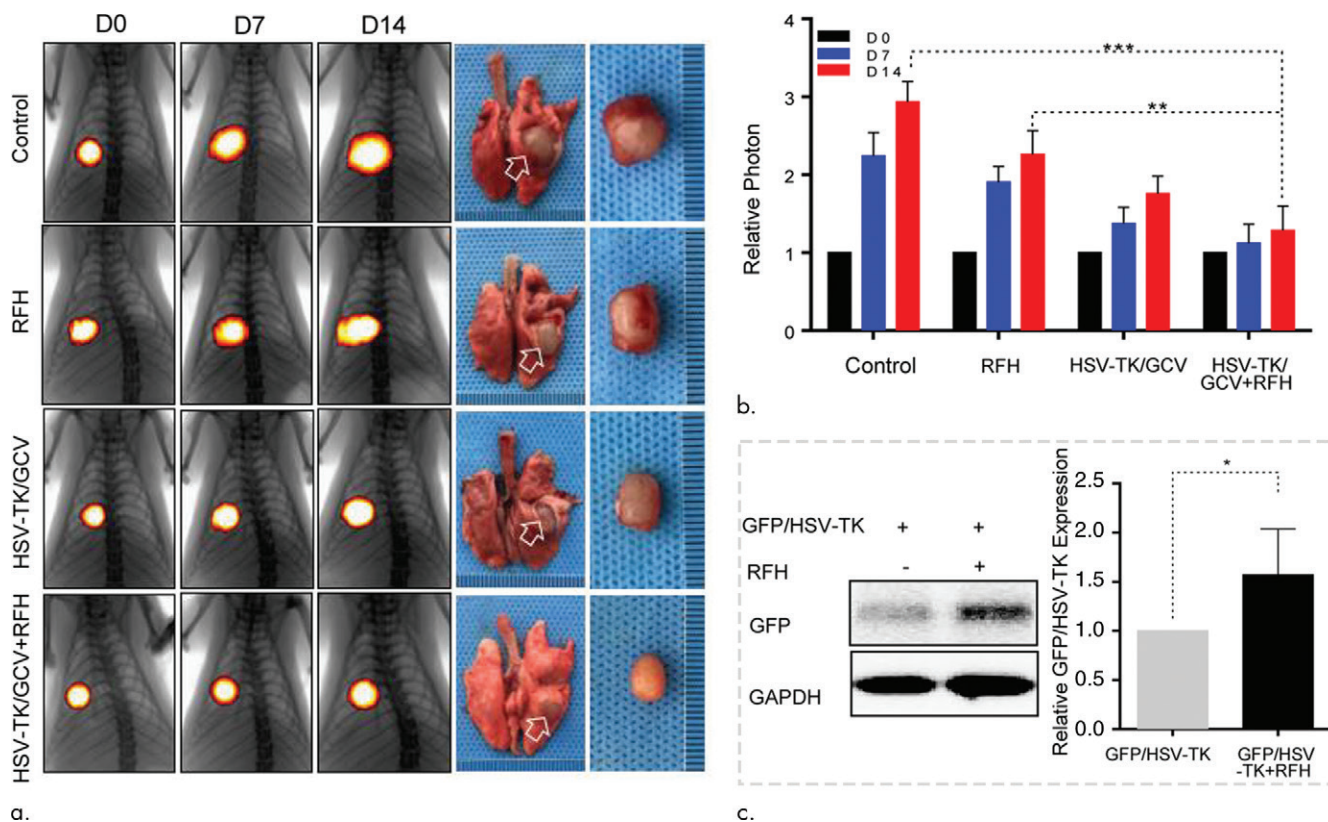 D0 D7 D14
Control
RFH
HSV-TK/GCV
HSV-TK/GCV+RFH
a.
4
3
2
1
0
Relative Photon
D0
D7
D14
***
**
Control RFH HSV-TK/GCV HSV-TK/
GCV+RFH
b.
GFP/HSV-TK + +
RFH - +
GFP
GAPDH
Relative GFP/HSV-TK Expression
2.5
2.0
1.5
1.0
0.5
0.0
*
GFP/HSV-TK GFP/HSV
-TK+RFH
c.